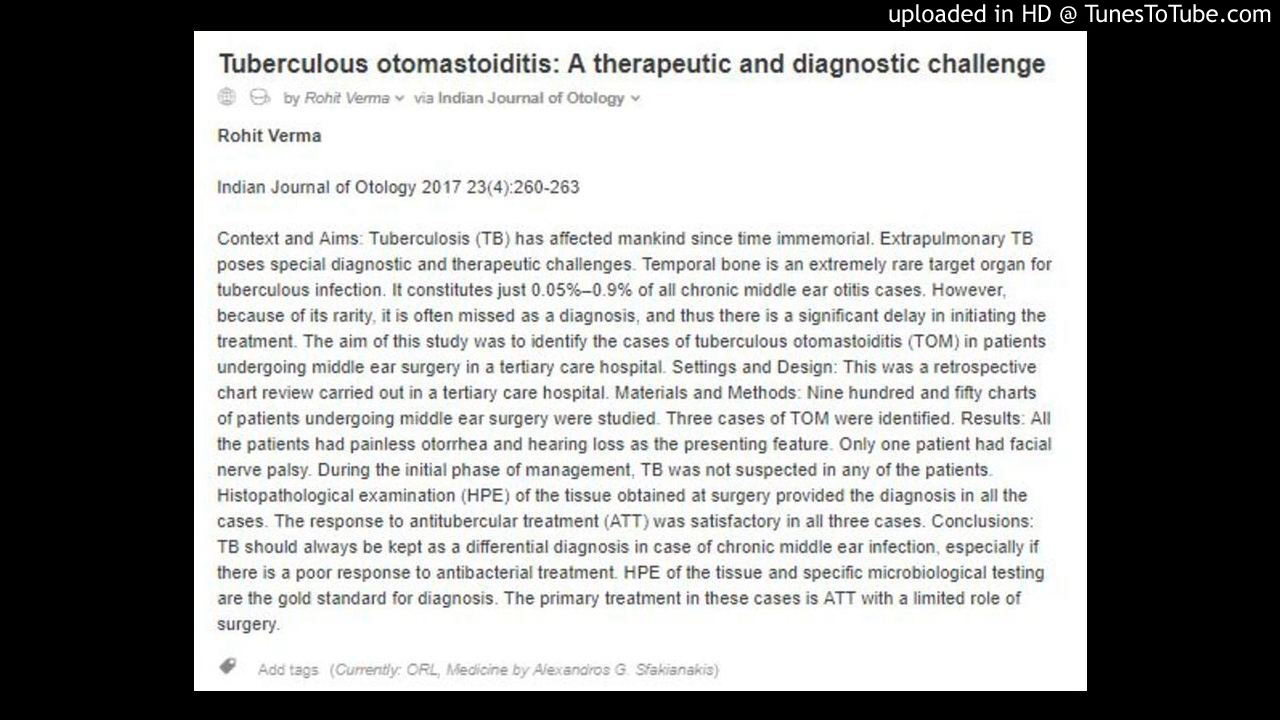 uploaded in HD @ TunesToTube.com
Tuberculous otomastoiditis: A therapeutic and diagnostic challenge
by Rohit Verma via Indian Journal of Otology
Rohit Verma
Indian Journal of Otology 2017 23(4):260-263
Context and Aims: Tuberculosis (TB) has affected mankind since time immemorial. Extrapulmonary TB
poses special diagnostic and therapeutic challenges. Temporal bone is an extremely rare target organ for
tuberculous infection. It constitutes just 0.05%–0.9% of all chronic middle ear otitis cases. However,
because of its rarity, it is often missed as a diagnosis, and thus there is a significant delay in initiating the
treatment. The aim of this study was to identify the cases of tuberculous otomastoiditis (TOM) in patients
undergoing middle ear surgery in a tertiary care hospital. Settings and Design: This was a retrospective
chart review carried out in a tertiary care hospital. Materials and Methods: Nine hundred and fifty charts
of patients undergoing middle ear surgery were studied. Three cases of TOM were identified. Results: All
the patients had painless otorrhea and hearing loss as the presenting feature. Only one patient had facial
nerve palsy. During the initial phase of management, TB was not suspected in any of the patients.
Histopathological examination (HPE) of the tissue obtained at surgery provided the diagnosis in all the
cases. The response to antitubercular treatment (ATT) was satisfactory in all three cases. Conclusions:
TB should always be kept as a differential diagnosis in case of chronic middle ear infection, especially if
there is a poor response to antibacterial treatment. HPE of the tissue and specific microbiological testing
are the gold standard for diagnosis. The primary treatment in these cases is ATT with a limited role of
surgery.
Add tags (Currently: ORL, Medicine by Alexandros G. Sfakianakis)